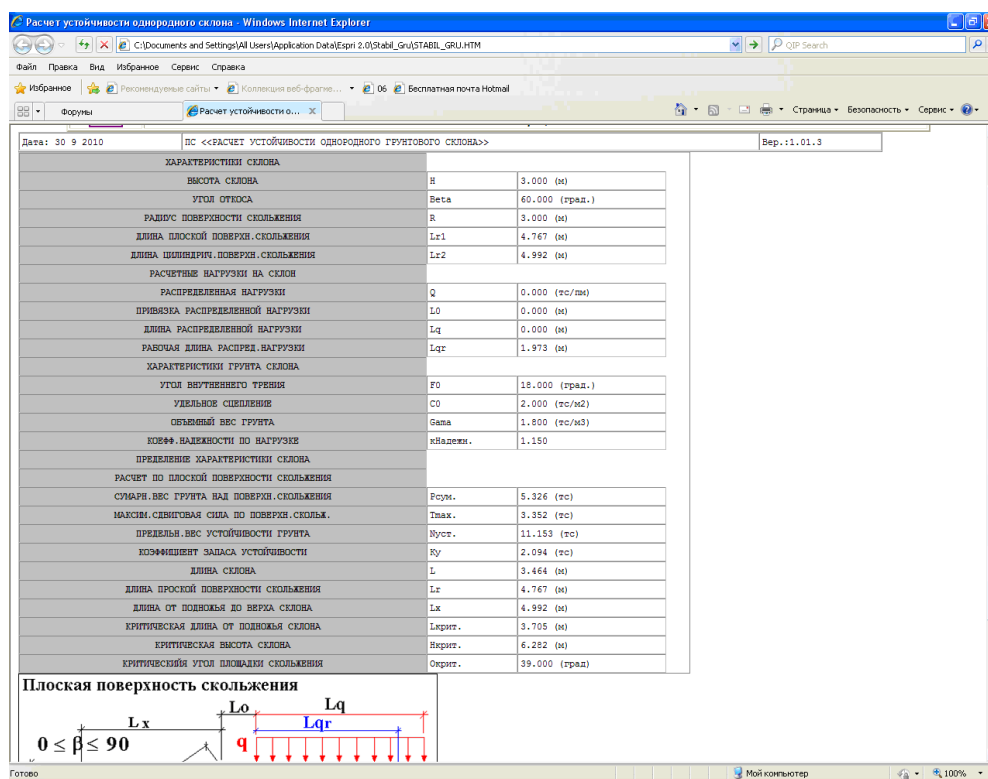 Расчет устойчивости однородного склона - Windows Internet Explorer
C:\Documents and Settings\All Users\Application Data\Espri 2.0\Stabil_Gru\STABIL_GRU.HTM
QIP Search
Файл Правка Вид Избранное Сервис Справка
Избранное Рекомендуемые сайты Коллекция веб-фрагме... 06 Бесплатная почта Hotmail
Форумы Расчет устойчивости о... X Страница Безопасность Сервис
Дата: 30 9 2010 ПС <<РАСЧЕТ УСТОЙЧИВОСТИ ОДНОРОДНОГО ГРУНТОВОГО СКЛОНА>> Вер.:1.01.3
ХАРАКТЕРИСТИКИ СКЛОНА
ВЫСОТА СКЛОНА H 3.000 (м)
УГОЛ ОТКОСА Beta 60.000 (град.)
РАДИУС ПОВЕРХНОСТИ СКОЛЬЖЕНИЯ R 3.000 (м)
ДЛИНА ПЛОСКОЙ ПОВЕРХН.СКОЛЬЖЕНИЯ Lr1 4.767 (м)
ДЛИНА ЦИЛИНДРИЧ.ПОВЕРХН.СКОЛЬЖЕНИЯ Lr2 4.992 (м)
РАСЧЕТНЫЕ НАГРУЗКИ НА СКЛОН
РАСПРЕДЕЛЕННАЯ НАГРУЗКИ Q 0.000 (тс/пм)
ПРИВЯЗКА РАСПРЕДЕЛЕННОЙ НАГРУЗКИ L0 0.000 (м)
ДЛИНА РАСПРЕДЕЛЕННОЙ НАГРУЗКИ Lq 0.000 (м)
РАБОЧАЯ ДЛИНА РАСПРЕД.НАГРУЗКИ Lqr 1.973 (м)
ХАРАКТЕРИСТИКИ ГРУНТА СКЛОНА
УГОЛ ВНУТНЕННЕГО ТРЕНИЯ F0 18.000 (град.)
УДЕЛЬНОЕ СЦЕПЛЕНИЕ C0 2.000 (тс/м2)
ОБЪЕМНЫЙ ВЕС ГРУНТА Gama 1.800 (тс/м3)
КОЕФФ.НАДЕЖНОСТИ ПО НАГРУЗКЕ кНадежн. 1.150
ПРЕДЕЛЕНИЕ ХАРАКТЕРИСТИКИ СКЛОНА
РАСЧЕТ ПО ПЛОСКОЙ ПОВЕРХНОСТИ СКОЛЬЖЕНИЯ
СУМАРН.ВЕС ГРУНТА НАД ПОВЕРХН.СКОЛЬЖЕНИЯ Pсум. 5.326 (тс)
МАКСИМ.СДВИГОВАЯ СИЛА ПО ПОВЕРХН.СКОЛЬЖ. Tmax. 3.352 (тс)
ПРЕДЕЛЬН.ВЕС УСТОЙЧИВОСТИ ГРУНТА Nуст. 11.153 (тс)
КОЭФФИЦИЕНТ ЗАПАСА УСТОЙЧИВОСТИ Ky 2.094 (тс)
ДЛИНА СКЛОНА L 3.464 (м)
ДЛИНА ПРОСКОЙ ПОВЕРХНОСТИ СКОЛЬЖЕНИЯ Lr 4.767 (м)
ДЛИНА ОТ ПОДНОЖЬЯ ДО ВЕРХА СКЛОНА Lx 4.992 (м)
КРИТИЧЕСКАЯ ДЛИНА ОТ ПОДНОЖЬЯ СКЛОНА Lкрит. 3.705 (м)
КРИТИЧЕСКАЯ ВЫСОТА СКЛОНА Hкрит. 6.282 (м)
КРИТИЧЕСКИЙЯ УГОЛ ПЛОЩАДКИ СКОЛЬЖЕНИЯ Oкрит. 39.000 (град)
Плоская поверхность скольжения
Lo Lq
L x Lqr
0 ≤ β ≤ 90 q
Готово Мой компьютер 100%